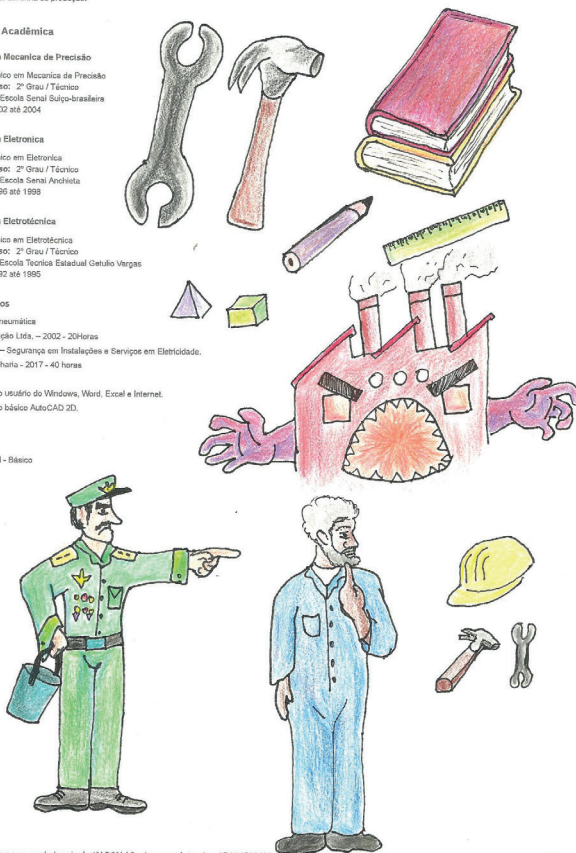 Acadêmica
Mecanica de Precisão
ico em Mecanica de Precisão
so: 2º Grau / Técnico
Escola Senai Suiço-brasileira
02 até 2004
Eletronica
ico em Eletronica
so: 2º Grau / Técnico
Escola Senai Anchieta
96 até 1998
Eletrotécnica
ico em Eletrotécnica
so: 2º Grau / Técnico
Escola Tecnica Estadual Getulio Vargas
92 até 1995
os
neumática
ção Ltda. – 2002 - 20Horas
– Segurança em Instalações e Serviços em Eletricidade.
haria - 2017 - 40 horas
o usuário do Windows, Word, Excel e Internet.
o básico AutoCAD 2D.
l - Básico